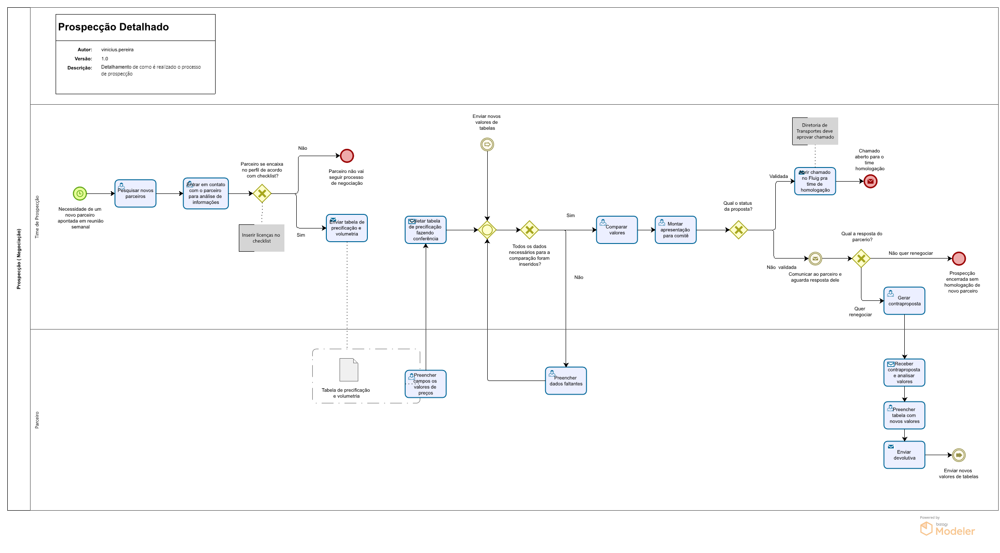 Prospecção Detalhado
Autor: vinicius.pereira
Versão: 1.0
Descrição: Detalhamento de como é realizado o processo
de prospecção
Prospecção ( Negociação)
Time de Prospecção
Necessidade de um
novo parceiro
apontada em reunião
semanal
Pesquisar novos
parceiros
Entrar em contato
com o parceiro
para análise de
informações
Parceiro se encaixa
no perfil de acordo
com checklist?
Inserir licenças no
checklist
Não
Parceiro não vai
seguir processo
de negociação
Sim
Enviar tabela de
precificação e
volumetria
Coletar tabela
de precificação
fazendo
conferência
Enviar novos
valores de
tabelas
Todos os dados
necessários para a
comparação foram
inseridos?
Sim
Não
Comparar
valores
Montar
apresentação
para comitê
Qual o status
da proposta?
Validada
Diretoria de
Transportes deve
aprovar chamado
Abrir chamado
no Fluig pra
time de
homologação
Chamado
aberto para o
time
homologação
Não  validada
Comunicar ao parceiro e
aguarda resposta dele
Qual a resposta do
parcerio?
Não quer renegociar
Prospecção
encerrada sem
homologação de
novo parceiro
Quer
renegociar
Gerar
contraproposta
Parceiro
Tabela de precificação
e volumetria
Preencher
campos os
valores de
preços
Preencher
dados faltantes
Receber
contraproposta
e analisar
valores
Preencher
tabela com
novos valores
Enviar
devolutiva
Enviar novos
valores de tabelas
Powered by
bizagi
Modeler